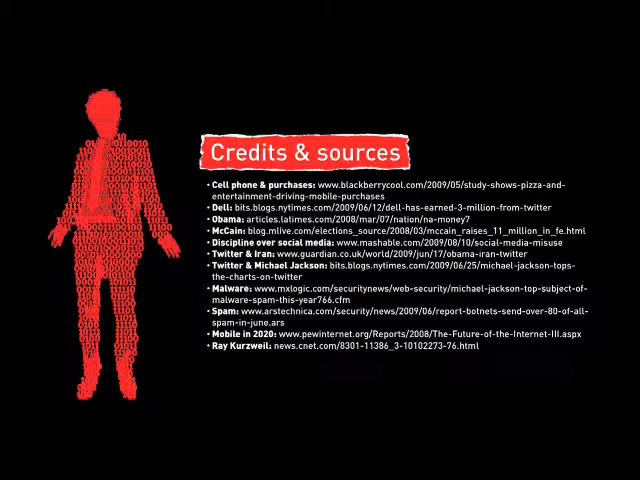 Credits & sources
• Cell phone & purchases: www.blackberrycool.com/2009/05/study-shows-pizza-and-
entertainment-driving-mobile-purchases
• Dell: bits.blogs.nytimes.com/2009/06/12/dell-has-earned-3-million-from-twitter
• Obama: articles.latimes.com/2008/mar/07/nation/na-money7
• McCain: blog.mlive.com/elections_source/2008/03/mccain_raises_11_million_in_fe.html
• Discipline over social media: www.mashable.com/2009/08/10/social-media-misuse
• Twitter & Iran: www.guardian.co.uk/world/2009/jun/17/obama-iran-twitter
• Twitter & Michael Jackson: bits.blogs.nytimes.com/2009/06/25/michael-jackson-tops-
the-charts-on-twitter
• Malware: www.mxlogic.com/securitynews/web-security/michael-jackson-top-subject-of-
malware-spam-this-year766.cfm
• Spam: www.arstechnica.com/security/news/2009/06/report-botnets-send-over-80-of-all-
spam-in-june.ars
• Mobile in 2020: www.pewinternet.org/Reports/2008/The-Future-of-the-Internet-III.aspx
• Ray Kurzweil: news.cnet.com/8301-11386_3-10102273-76.html